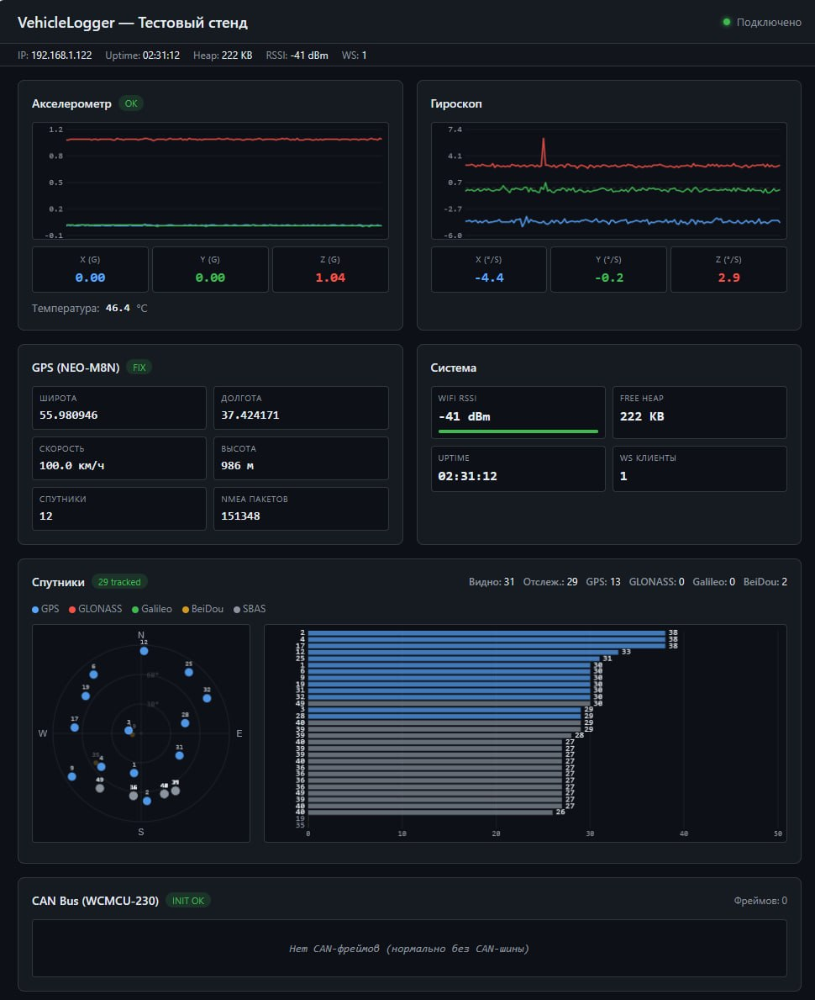 VehicleLogger — Тестовый стенд
Подключено
IP: 192.168.1.122 Uptime: 02:31:12 Heap: 222 KB RSSI: -41 dBm WS: 1
Акселерометр OK
1.2
0.8
0.5
0.2
-0.1
X (G) Y (G) Z (G)
0.00 0.00 1.04
Температура: 46.4 °C
Гироскоп
7.4
4.1
0.7
-2.7
-6.0
X (°/S) Y (°/S) Z (°/S)
-4.4 -0.2 2.9
GPS (NEO-M8N) FIX
ШИРОТА ДОЛГОТА
55.980946 37.424171
СКОРОСТЬ ВЫСОТА
100.0 км/ч 986 м
СПУТНИКИ NMEA ПАКЕТОВ
12 151348
Система
WIFI RSSI FREE HEAP
-41 dBm 222 KB
UPTIME WS КЛИЕНТЫ
02:31:12 1
Спутники 29 tracked
Видно: 31 Отслеж.: 29 GPS: 13 GLONASS: 0 Galileo: 0 BeiDou: 2
GPS GLONASS Galileo BeiDou SBAS
N
12
6 25
60°
19 32
30°
28
17 3
W E
31
35 4
9 1
49
2
S
2 38
4 38
17 38
12 33
25 31
1 30
6 30
9 30
19 30
31 30
32 30
49 30
3 29
28 29
40 29
39 29
39 28
40 27
39 27
39 27
40 27
36 27
36 27
36 27
49 27
39 27
40 27
40 26
19
35
0 10 20 30 40 50
CAN Bus (WCMCU-230) INIT OK
Фреймов: 0
Нет CAN-фреймов (нормально без CAN-шины)